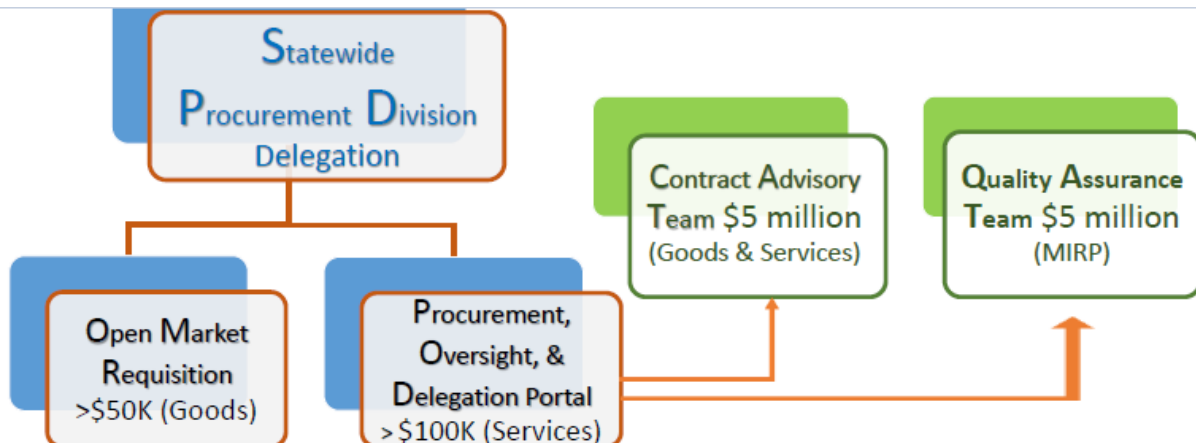 Statewide
Procurement Division
Delegation
Contract Advisory
Team $5 million
(Goods & Services)
Quality Assurance
Team $5 million
(MIRP)
Open Market
Requisition
>$50K (Goods)
Procurement,
Oversight, &
Delegation Portal
>$100K (Services)